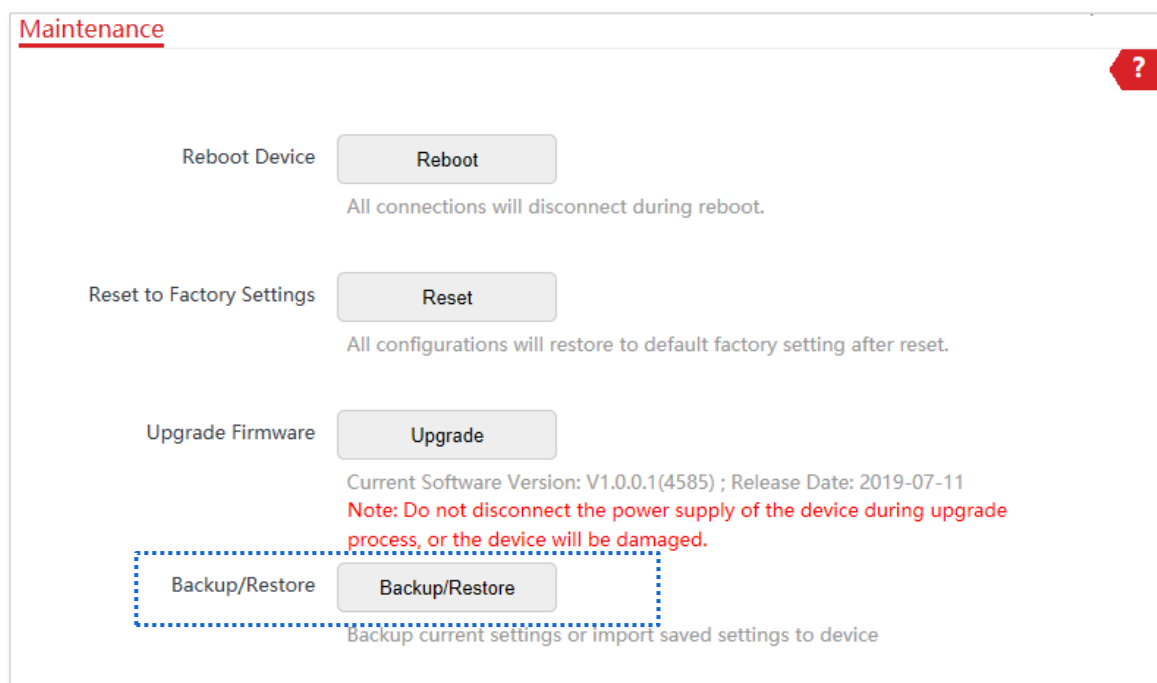 Maintenance
?
Reboot Device Reboot
All connections will disconnect during reboot.
Reset to Factory Settings Reset
All configurations will restore to default factory setting after reset.
Upgrade Firmware Upgrade
Current Software Version: V1.0.0.1(4585) ; Release Date: 2019-07-11
Note: Do not disconnect the power supply of the device during upgrade
process, or the device will be damaged.
Backup/Restore Backup/Restore
Backup current settings or import saved settings to device